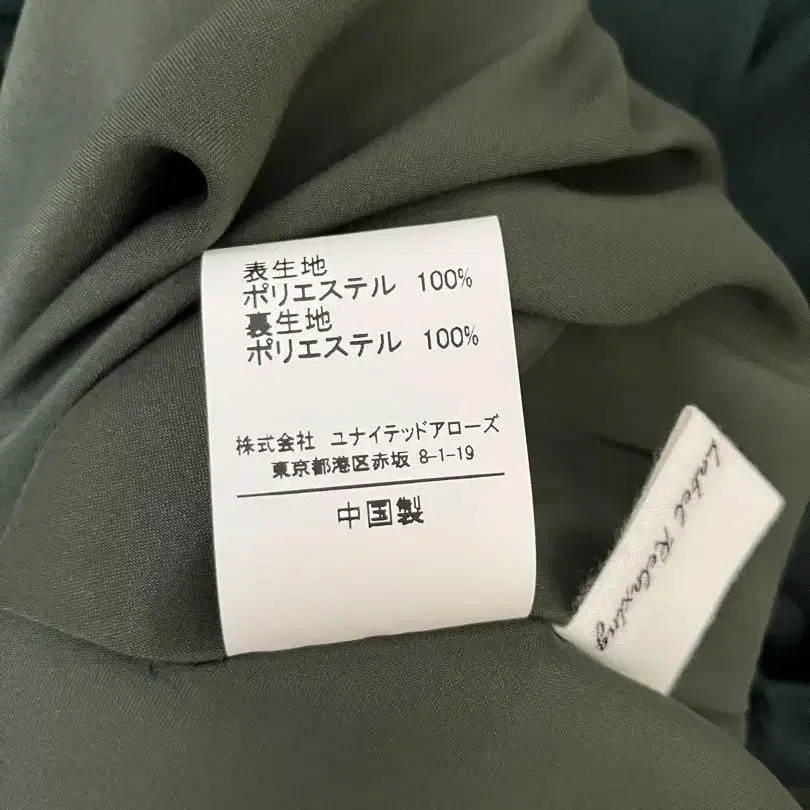 表生地
ポリエステル 100%
裏生地
ポリエステル 100%
株式会社 ユナイテッドアローズ
東京都港区赤坂 8-1-19
中国製
Label Relaxing